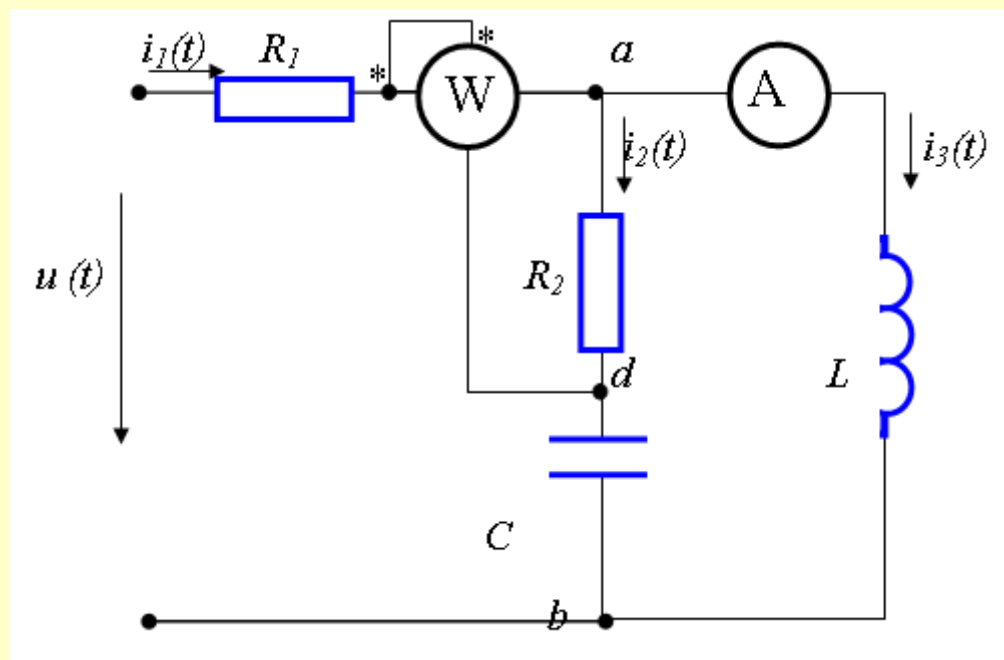 i₁(t) R₁ * * W a A
i₂(t) i₃(t)
u (t) R₂
d L
C
b